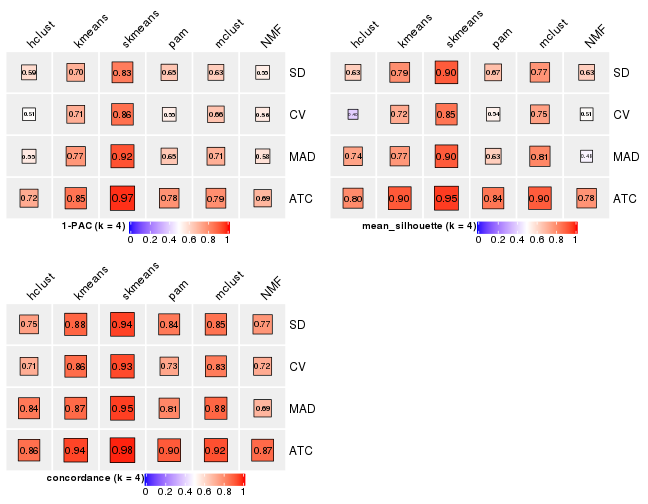 hclust kmeans skmeans pam mclust NMF
0.59 0.70 0.83 0.65 0.63 0.55 SD
0.51 0.71 0.86 0.55 0.66 0.56 CV
0.55 0.77 0.92 0.65 0.71 0.58 MAD
0.72 0.85 0.97 0.78 0.79 0.69 ATC
1-PAC (k = 4)
0 0.2 0.4 0.6 0.8 1
hclust kmeans skmeans pam mclust NMF
0.63 0.79 0.90 0.67 0.77 0.63 SD
0.72 0.85 0.54 0.75 0.51 CV
0.74 0.77 0.90 0.63 0.81 MAD
0.80 0.90 0.95 0.84 0.90 0.78 ATC
mean_silhouette (k = 4)
0 0.2 0.4 0.6 0.8 1
hclust kmeans skmeans pam mclust NMF
0.75 0.88 0.94 0.84 0.85 0.77 SD
0.71 0.86 0.93 0.73 0.83 0.72 CV
0.84 0.87 0.95 0.81 0.88 0.69 MAD
0.86 0.94 0.98 0.90 0.92 0.87 ATC
concordance (k = 4)
0 0.2 0.4 0.6 0.8 1